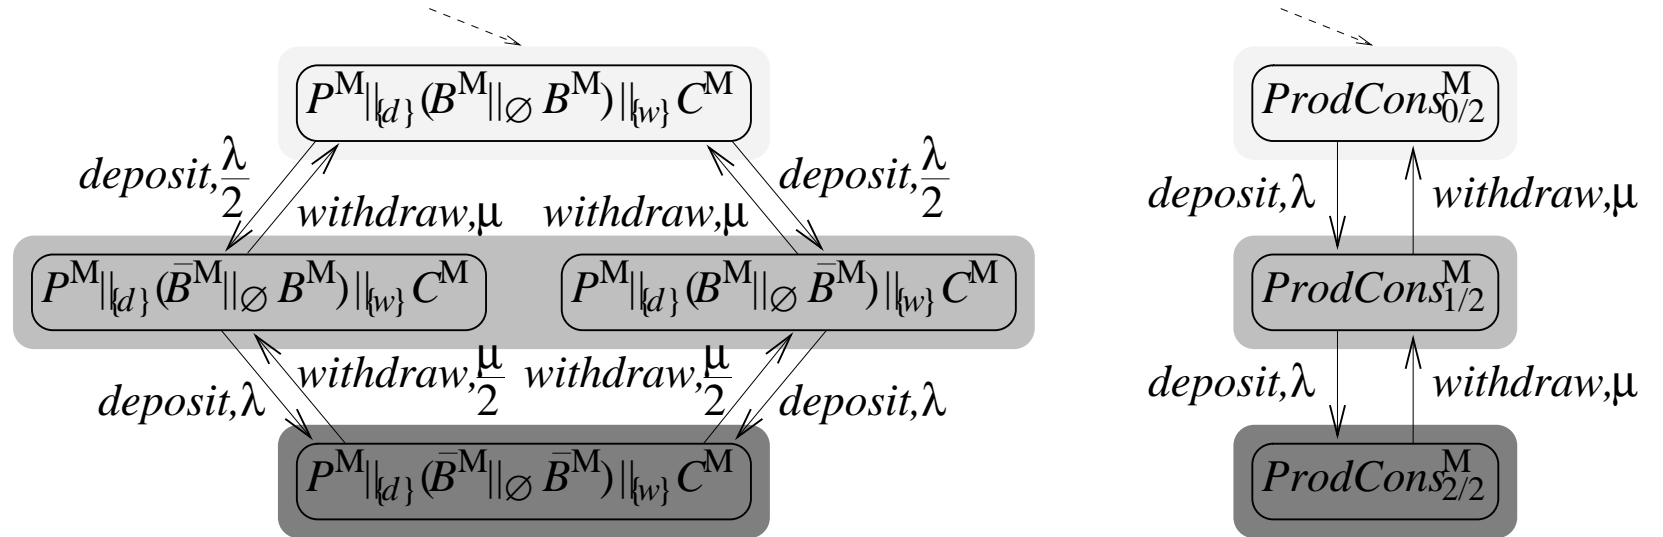 P^M||_{d}(B^M||_∅ B^M)||_{w} C^M
ProdCons^M_{0/2}
deposit,λ/2
withdraw,μ
withdraw,μ
deposit,λ/2
deposit,λ
withdraw,μ
P^M||_{d}(B̄^M||_∅ B^M)||_{w} C^M
P^M||_{d}(B^M||_∅ B̄^M)||_{w} C^M
ProdCons^M_{1/2}
deposit,λ
withdraw,μ/2
withdraw,μ/2
deposit,λ
deposit,λ
withdraw,μ
P^M||_{d}(B̄^M||_∅ B̄^M)||_{w} C^M
ProdCons^M_{2/2}